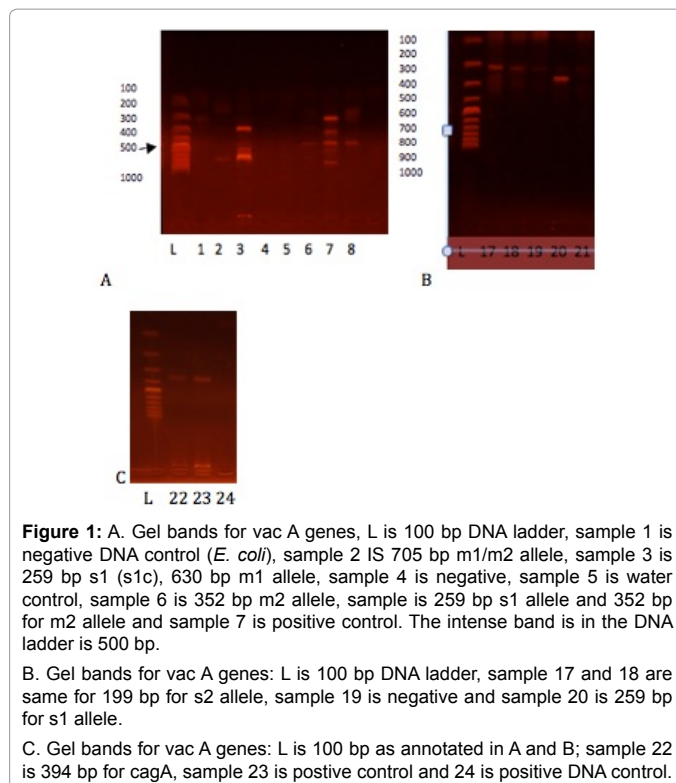 100
200
300
400
500
1000
L 1 2 3 4 5 6 7 8
A
100
200
300
400
500
600
700
800
900
1000
L 17 18 19 20 21
B
C
L 22 23 24
Figure 1: A. Gel bands for vac A genes, L is 100 bp DNA ladder, sample 1 is
negative DNA control (E. coli), sample 2 IS 705 bp m1/m2 allele, sample 3 is
259 bp s1 (s1c), 630 bp m1 allele, sample 4 is negative, sample 5 is water
control, sample 6 is 352 bp m2 allele, sample is 259 bp s1 allele and 352 bp
for m2 allele and sample 7 is positive control. The intense band is in the DNA
ladder is 500 bp.
B. Gel bands for vac A genes: L is 100 bp DNA ladder, sample 17 and 18 are
same for 199 bp for s2 allele, sample 19 is negative and sample 20 is 259 bp
for s1 allele.
C. Gel bands for vac A genes: L is 100 bp as annotated in A and B; sample 22
is 394 bp for cagA, sample 23 is postive control and 24 is positive DNA control.